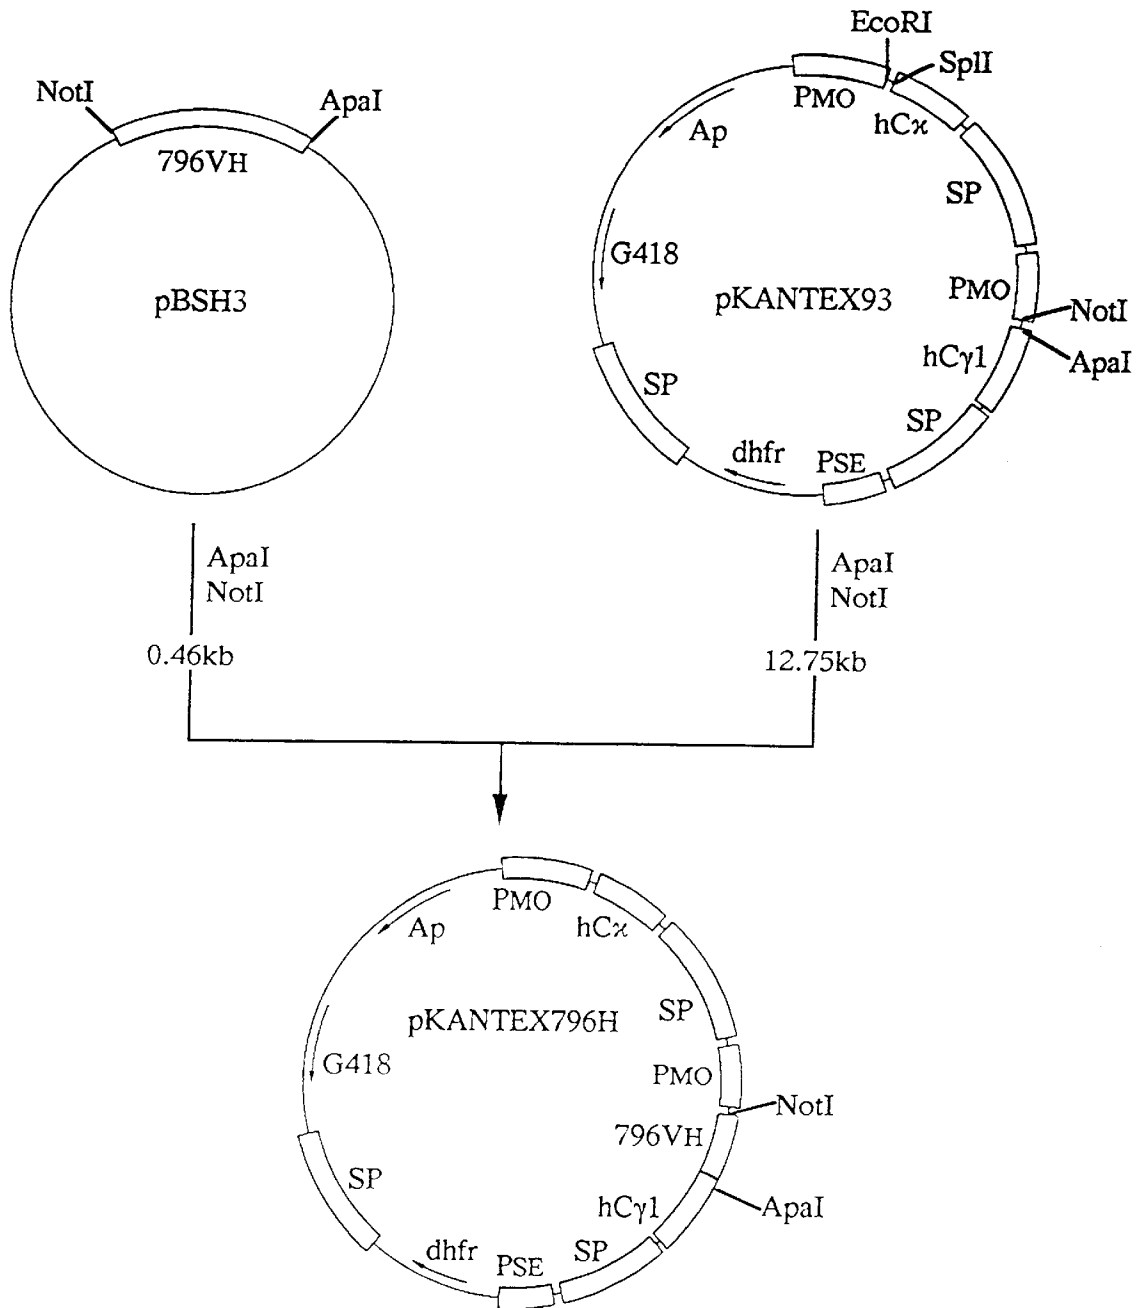 NotI
ApaI
796VH
pBSH3
EcoRI
SplI
PMO
hCϰ
Ap
SP
G418
pKANTEX93
PMO
NotI
hCγ1
ApaI
SP
SP
dhfr
PSE
ApaI
NotI
0.46kb
ApaI
NotI
12.75kb
PMO
hCϰ
Ap
SP
pKANTEX796H
G418
PMO
NotI
796VH
SP
hCγ1
ApaI
dhfr
PSE
SP